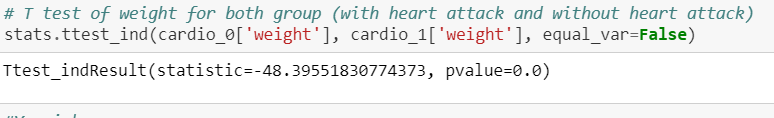 # T test of weight for both group (with heart attack and without heart attack)
stats.ttest_ind(cardio_0['weight'], cardio_1['weight'], equal_var=False)
Ttest_indResult(statistic=-48.39551830774373, pvalue=0.0)